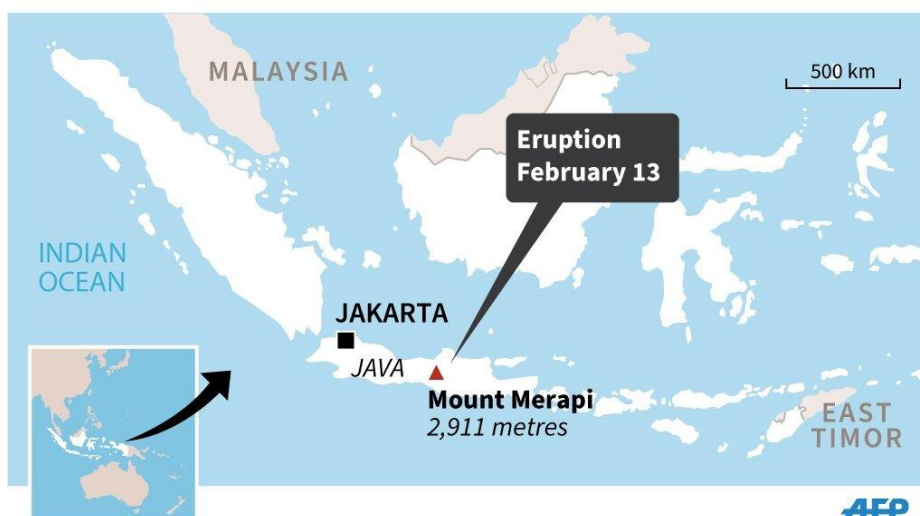 MALAYSIA
500 km
Eruption
February 13
INDIAN
OCEAN
JAKARTA
JAVA
Mount Merapi
2,911 metres
EAST
TIMOR
AFP